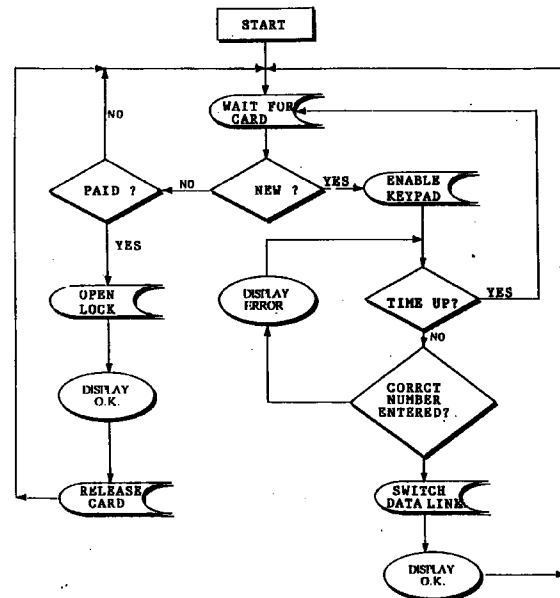 START
WAIT FOR
CARD
NO
PAID ?
NO
NEW ?
YES
ENABLE
KEYPAD
YES
OPEN
LOCK
DISPLAY
ERROR
TIME UP?
YES
NO
DISPLAY
O.K.
CORRCT
NUMBER
ENTERED?
RELEASE
CARD
SWITCH
DATA LINE
DISPLAY
O.K.